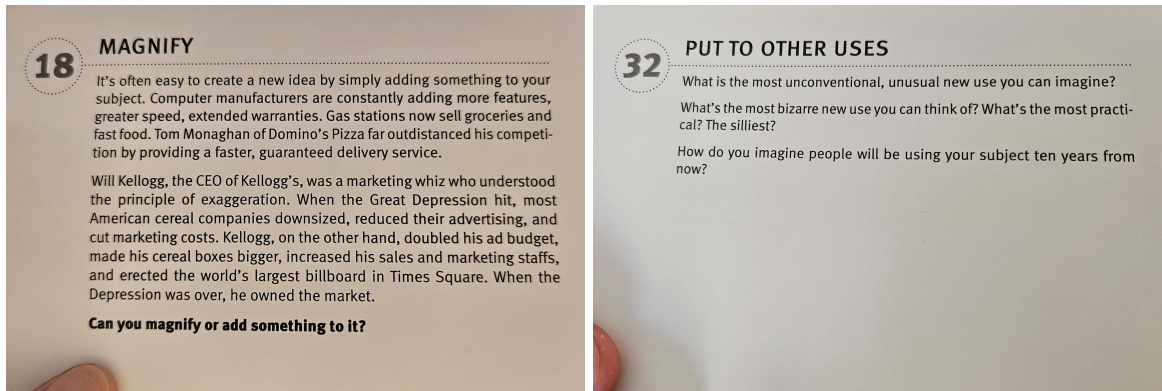 18
MAGNIFY
It's often easy to create a new idea by simply adding something to your
subject. Computer manufacturers are constantly adding more features,
greater speed, extended warranties. Gas stations now sell groceries and
fast food. Tom Monaghan of Domino's Pizza far outdistanced his competi-
tion by providing a faster, guaranteed delivery service.
Will Kellogg, the CEO of Kellogg's, was a marketing whiz who understood
the principle of exaggeration. When the Great Depression hit, most
American cereal companies downsized, reduced their advertising, and
cut marketing costs. Kellogg, on the other hand, doubled his ad budget,
made his cereal boxes bigger, increased his sales and marketing staffs,
and erected the world's largest billboard in Times Square. When the
Depression was over, he owned the market.
Can you magnify or add something to it?
32
PUT TO OTHER USES
What is the most unconventional, unusual new use you can imagine?
What's the most bizarre new use you can think of? What's the most practi-
cal? The silliest?
How do you imagine people will be using your subject ten years from
now?